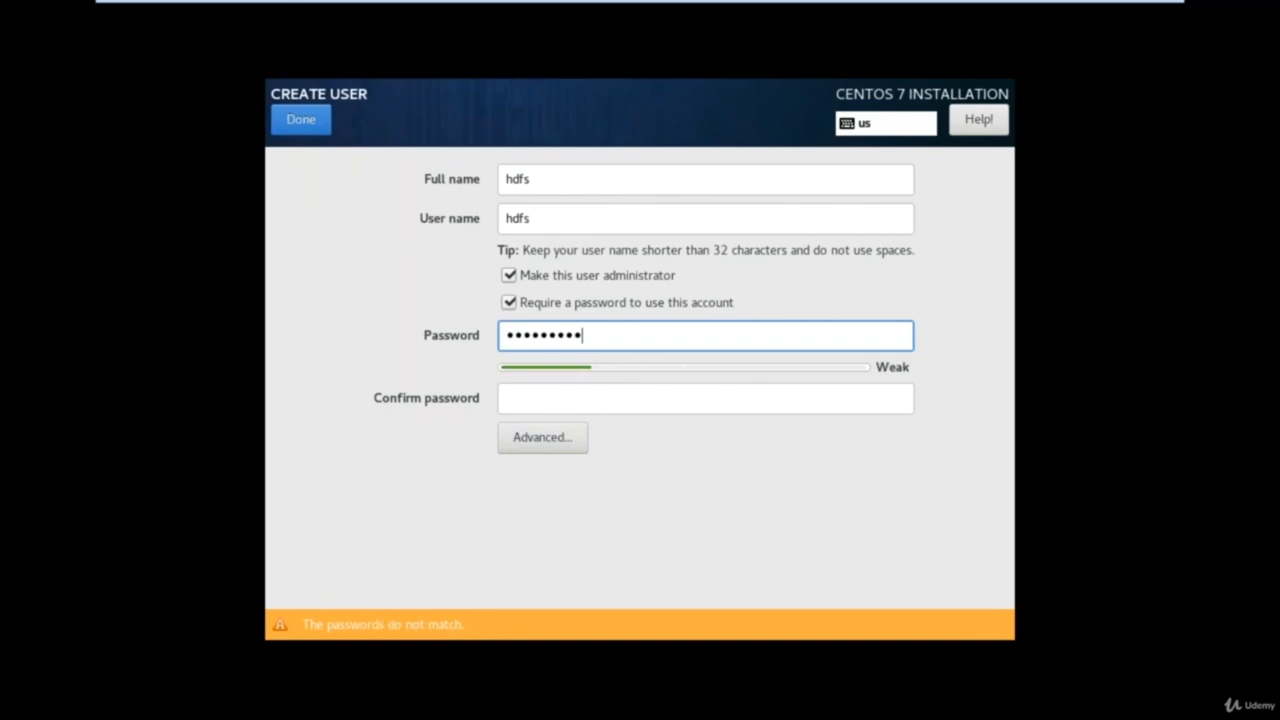 CREATE USER
CENTOS 7 INSTALLATION
Done
us
Help!
Full name
hdfs
User name
hdfs
Tip: Keep your user name shorter than 32 characters and do not use spaces.
Make this user administrator
Require a password to use this account
Password
•••••••••
Weak
Confirm password
Advanced...
The passwords do not match.
Udemy